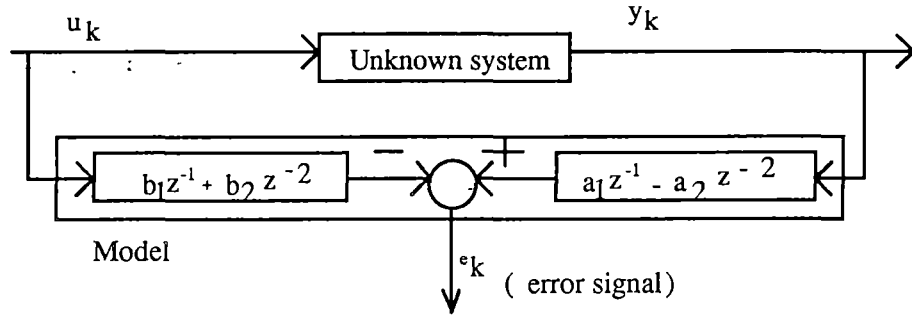 u_k
y_k
Unknown system
− +
b_1z^-1 + b_2 z^-2
a_1z^-1 - a_2 z^-2
Model
e_k ( error signal)